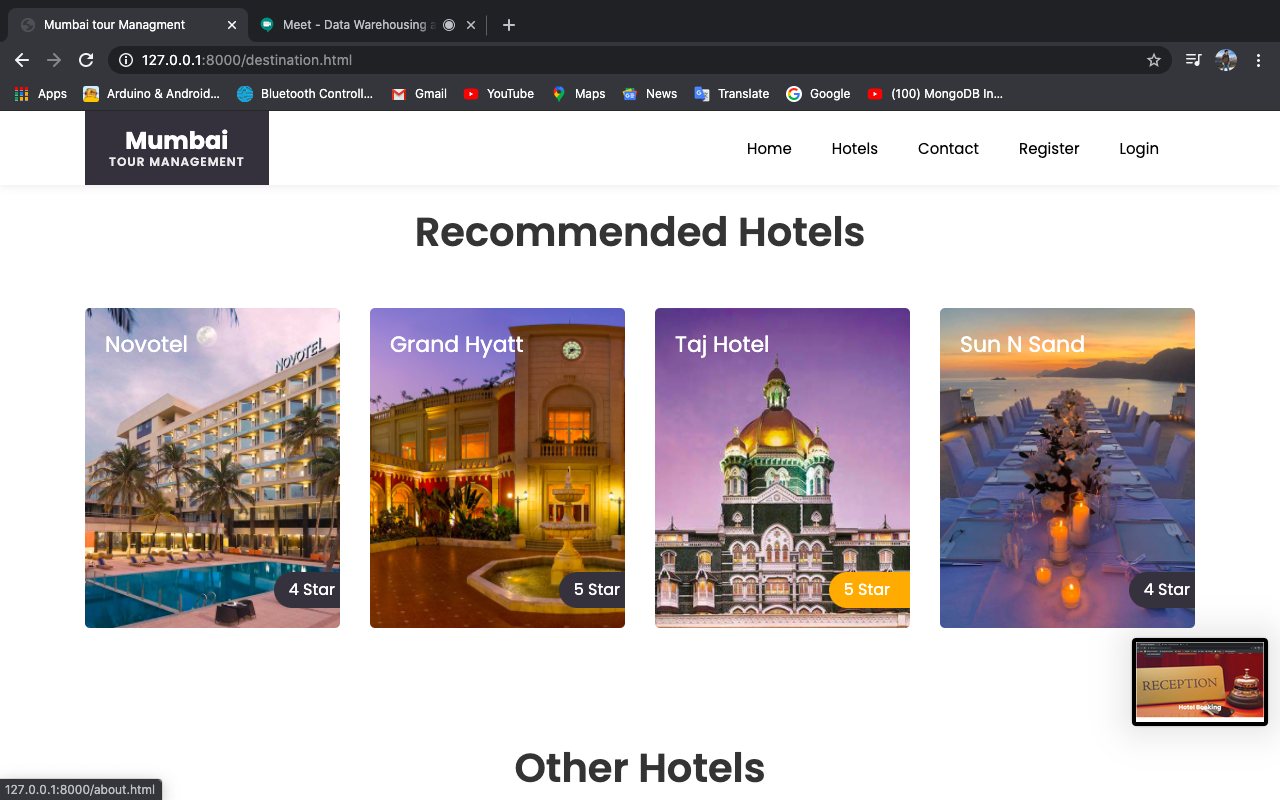 Mumbai tour Managment
Meet - Data Warehousing a
127.0.0.1:8000/destination.html
Apps Arduino & Android... Bluetooth Controll... Gmail YouTube Maps News Translate Google (100) MongoDB In...
Mumbai
TOUR MANAGEMENT
Home Hotels Contact Register Login
Recommended Hotels
Novotel
NOVOTEL
4 Star
Grand Hyatt
5 Star
Taj Hotel
5 Star
Sun N Sand
4 Star
RECEPTION
Hotel Booking
Other Hotels
127.0.0.1:8000/about.html